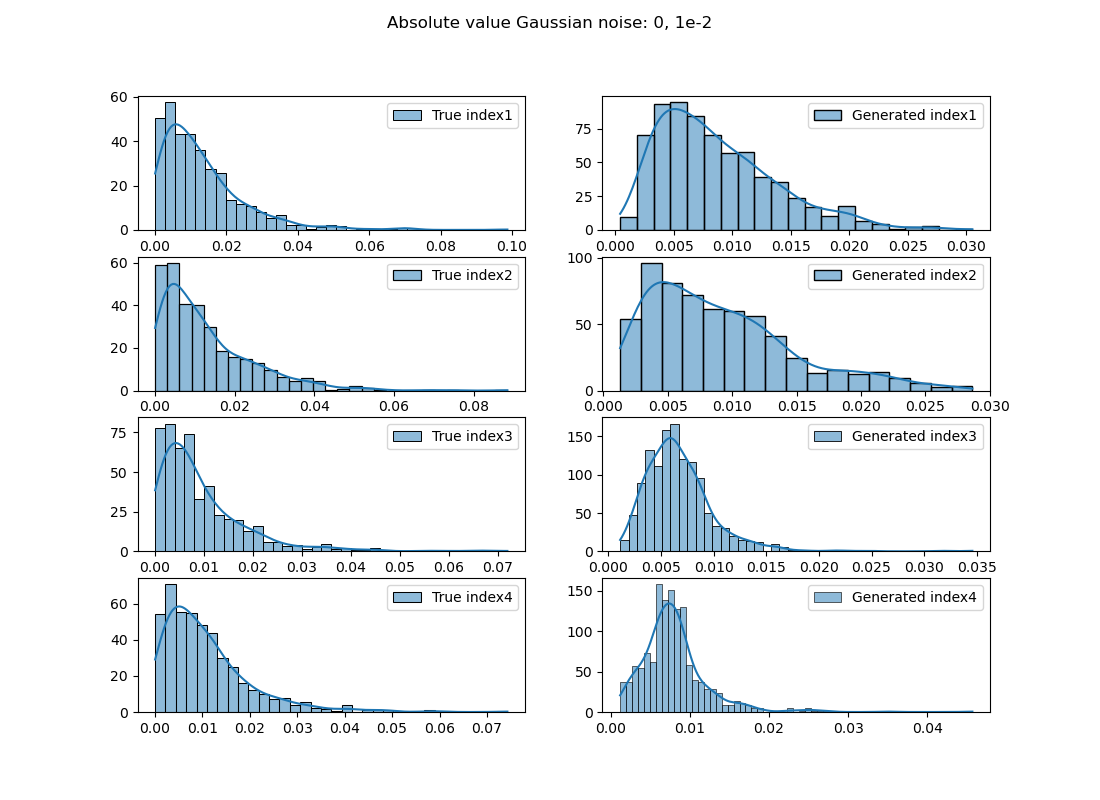 Absolute value Gaussian noise: 0, 1e-2
60
40
20
0
True index1
0.00 0.02 0.04 0.06 0.08 0.10
75
50
25
0
Generated index1
0.000 0.005 0.010 0.015 0.020 0.025 0.030
60
40
20
0
True index2
0.00 0.02 0.04 0.06 0.08
100
50
0
Generated index2
0.000 0.005 0.010 0.015 0.020 0.025 0.030
75
50
25
0
True index3
0.00 0.01 0.02 0.03 0.04 0.05 0.06 0.07
150
100
50
0
Generated index3
0.000 0.005 0.010 0.015 0.020 0.025 0.030 0.035
60
40
20
0
True index4
0.00 0.01 0.02 0.03 0.04 0.05 0.06 0.07
150
100
50
0
Generated index4
0.00 0.01 0.02 0.03 0.04